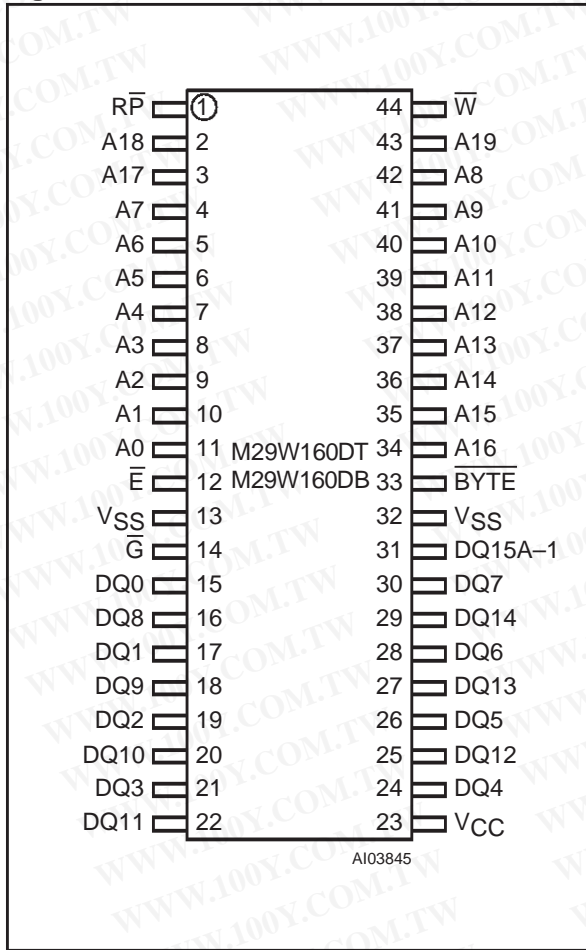 RP 1 44 W
A18 2 43 A19
A17 3 42 A8
A7 4 41 A9
A6 5 40 A10
A5 6 39 A11
A4 7 38 A12
A3 8 37 A13
A2 9 36 A14
A1 10 35 A15
A0 11 M29W160DT 34 A16
E 12 M29W160DB 33 BYTE
VSS 13 32 VSS
G 14 31 DQ15A–1
DQ0 15 30 DQ7
DQ8 16 29 DQ14
DQ1 17 28 DQ6
DQ9 18 27 DQ13
DQ2 19 26 DQ5
DQ10 20 25 DQ12
DQ3 21 24 DQ4
DQ11 22 23 VCC
AI03845
WWW.100Y.COM.TW